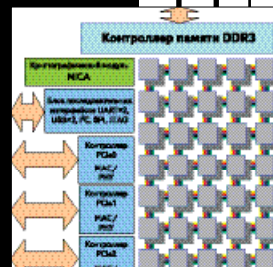 Контроллер памяти DDR3
Криптографический модуль
NICA
Блок последовательных
интерфейсов UART×2,
USB×2, I²C, SPI, JTAG
Контроллер
PCIe0
MAC/
PHY
Контроллер
PCIe1
MAC/
PHY
Контроллер
PCIe2